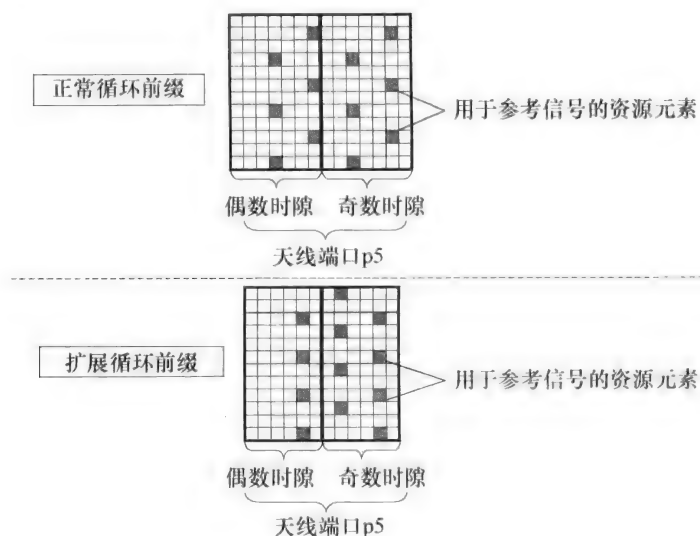 正常循环前缀
用于参考信号的资源元素
偶数时隙 奇数时隙
天线端口p5
扩展循环前缀
用于参考信号的资源元素
偶数时隙 奇数时隙
天线端口p5